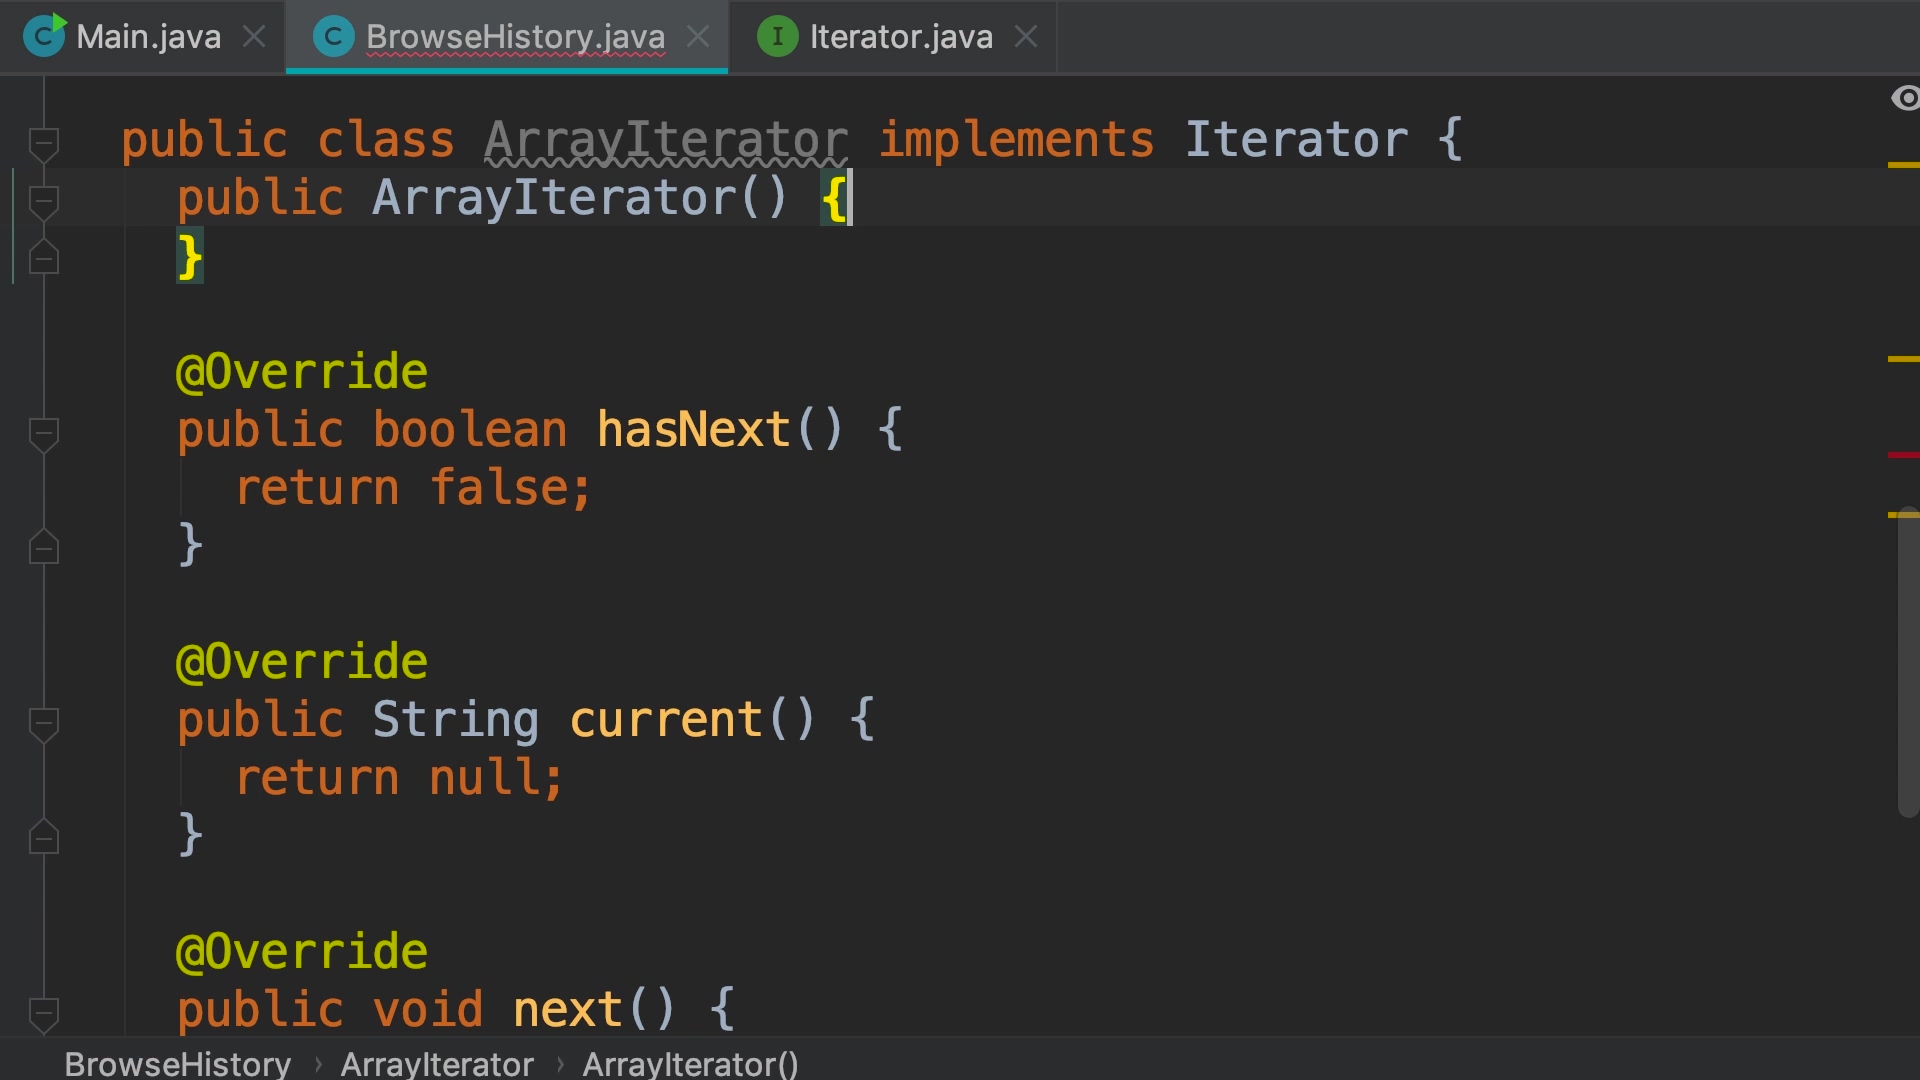 Main.java BrowseHistory.java Iterator.java
public class ArrayIterator implements Iterator {
public ArrayIterator() {
}
@Override
public boolean hasNext() {
return false;
}
@Override
public String current() {
return null;
}
@Override
public void next() {
BrowseHistory › ArrayIterator › ArrayIterator()